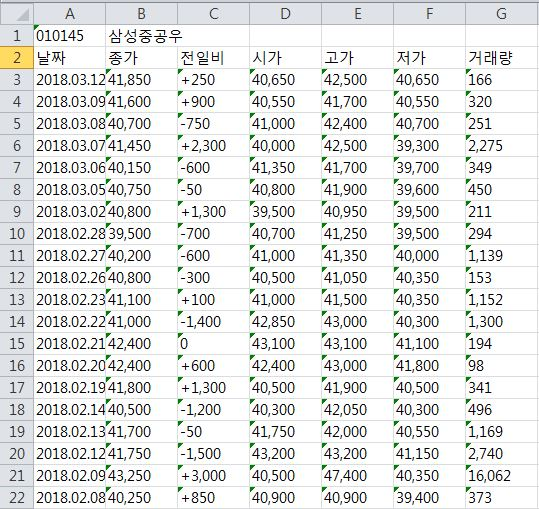 A B C D E F G
1 010145 삼성중공우
2 날짜 종가 전일비 시가 고가 저가 거래량
3 2018.03.12 41,850 +250 40,650 42,500 40,650 166
4 2018.03.09 41,600 +900 40,550 41,700 40,550 320
5 2018.03.08 40,700 -750 41,000 42,400 40,700 251
6 2018.03.07 41,450 +2,300 40,000 42,500 39,300 2,275
7 2018.03.06 40,150 -600 41,350 41,700 39,700 349
8 2018.03.05 40,750 -50 40,800 41,900 39,600 450
9 2018.03.02 40,800 +1,300 39,500 40,950 39,500 211
10 2018.02.28 39,500 -700 40,700 41,250 39,500 294
11 2018.02.27 40,200 -600 41,000 41,350 40,000 1,139
12 2018.02.26 40,800 -300 40,500 41,050 40,350 153
13 2018.02.23 41,100 +100 41,000 41,500 40,350 1,152
14 2018.02.22 41,000 -1,400 42,850 43,000 40,300 1,300
15 2018.02.21 42,400 0 43,100 43,100 41,100 194
16 2018.02.20 42,400 +600 42,400 43,000 41,800 98
17 2018.02.19 41,800 +1,300 40,500 41,900 40,500 341
18 2018.02.14 40,500 -1,200 40,300 42,050 40,300 496
19 2018.02.13 41,700 -50 41,750 42,000 40,550 1,169
20 2018.02.12 41,750 -1,500 43,200 43,200 41,150 2,740
21 2018.02.09 43,250 +3,000 40,500 47,400 40,350 16,062
22 2018.02.08 40,250 +850 40,900 40,900 39,400 373